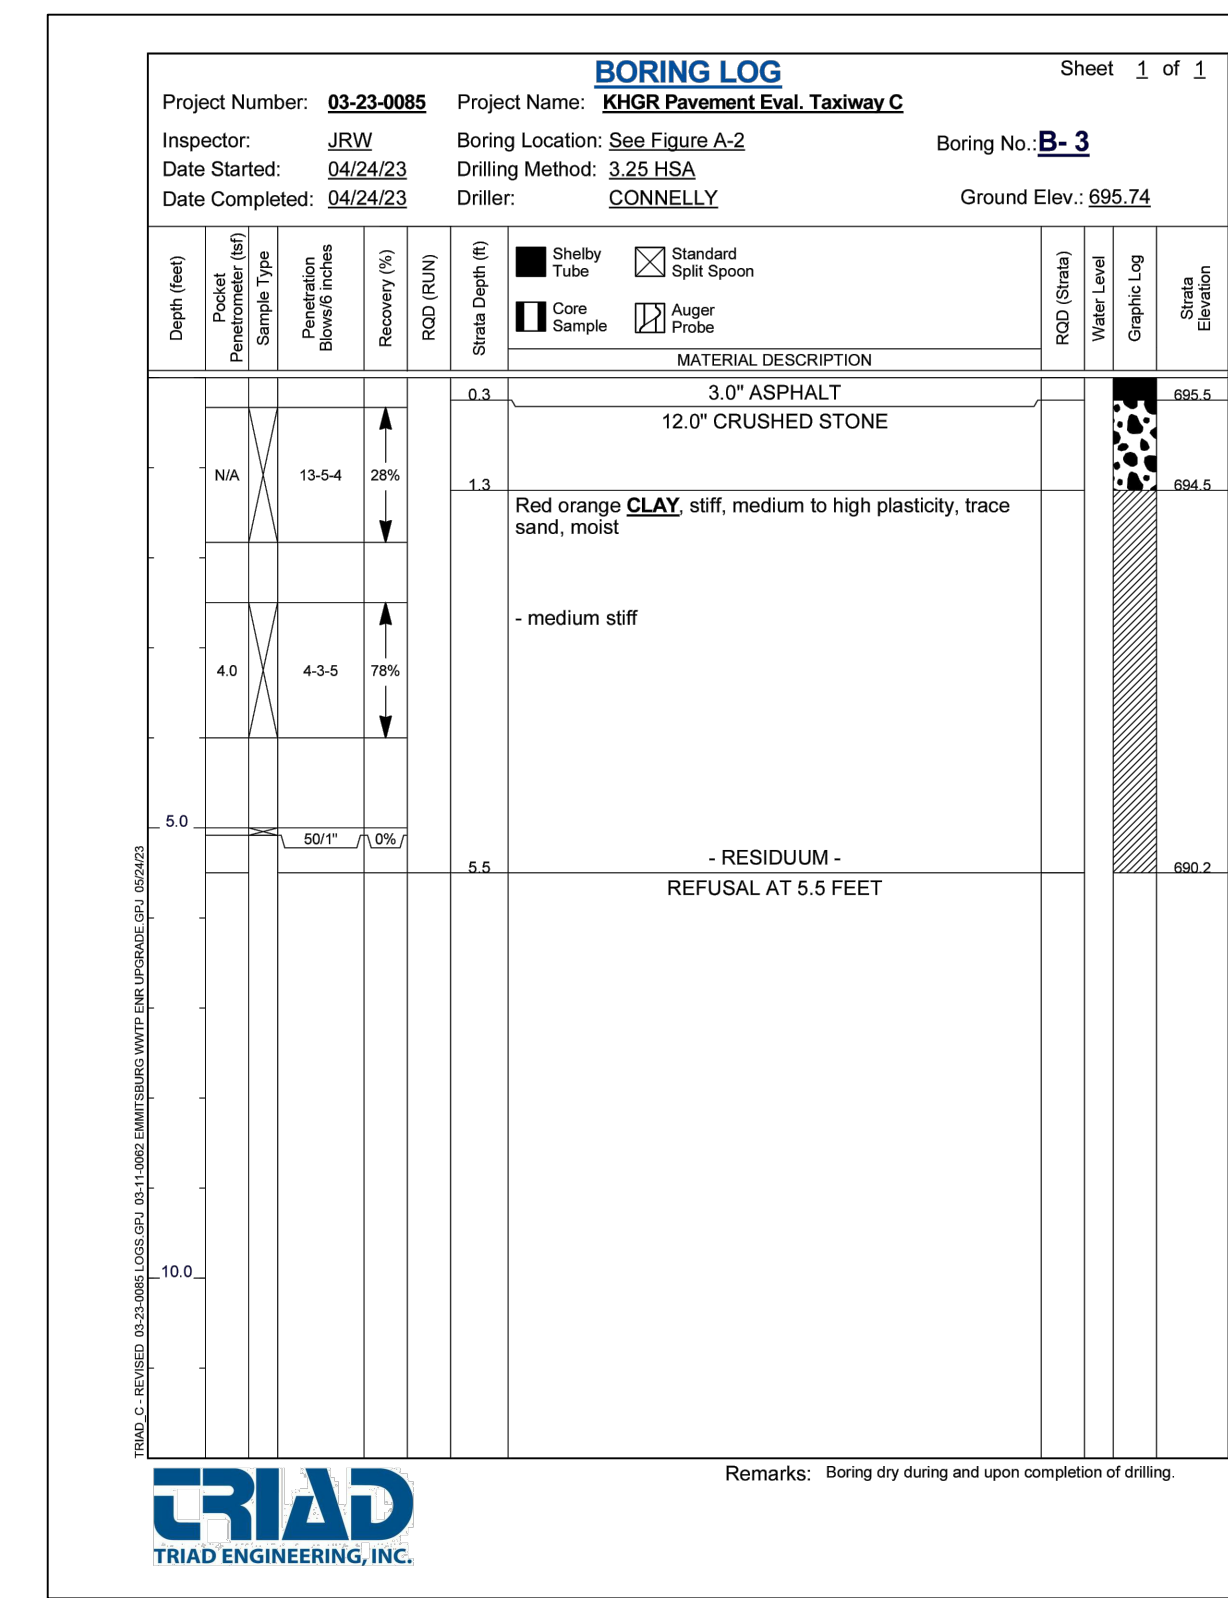 BORING LOG
Sheet 1 of 1
Project Number: 03-23-0085 Project Name: KHGR Pavement Eval. Taxiway C
Inspector: JRW Boring Location: See Figure A-2 Boring No.: B- 3
Date Started: 04/24/23 Drilling Method: 3.25 HSA
Date Completed: 04/24/23 Driller: CONNELLY Ground Elev.: 695.74
Depth (feet)
Pocket
Penetrometer (tsf)
Sample Type
Penetration
Blows/6 inches
Recovery (%)
RQD (RUN)
Strata Depth (ft)
Shelby
Tube
Standard
Split Spoon
Core
Sample
Auger
Probe
MATERIAL DESCRIPTION
RQD (Strata)
Water Level
Graphic Log
Strata
Elevation
0.3 3.0" ASPHALT 695.5
12.0" CRUSHED STONE
N/A 13-5-4 28%
1.3 694.5
Red orange CLAY, stiff, medium to high plasticity, trace
sand, moist
- medium stiff
4.0 4-3-5 78%
5.0
50/1" 0%
- RESIDUUM -
5.5 690.2
REFUSAL AT 5.5 FEET
10.0
TRIAD_C - REVISED 03-23-0085 LOGS.GPJ 03-11-0062 EMMITSBURG WWTP ENR UPGRADE.GPJ 05/24/23
Remarks: Boring dry during and upon completion of drilling.
TRIAD
TRIAD ENGINEERING, INC.